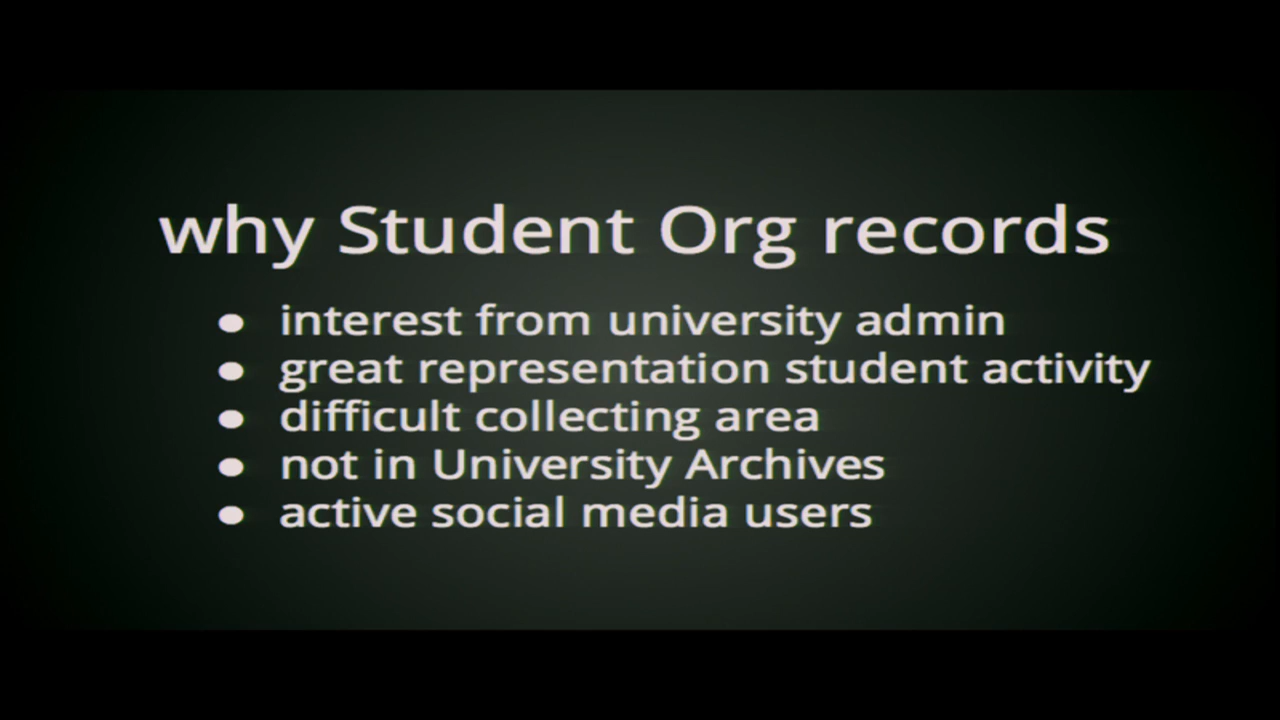 why Student Org records
● interest from university admin
● great representation student activity
● difficult collecting area
● not in University Archives
● active social media users